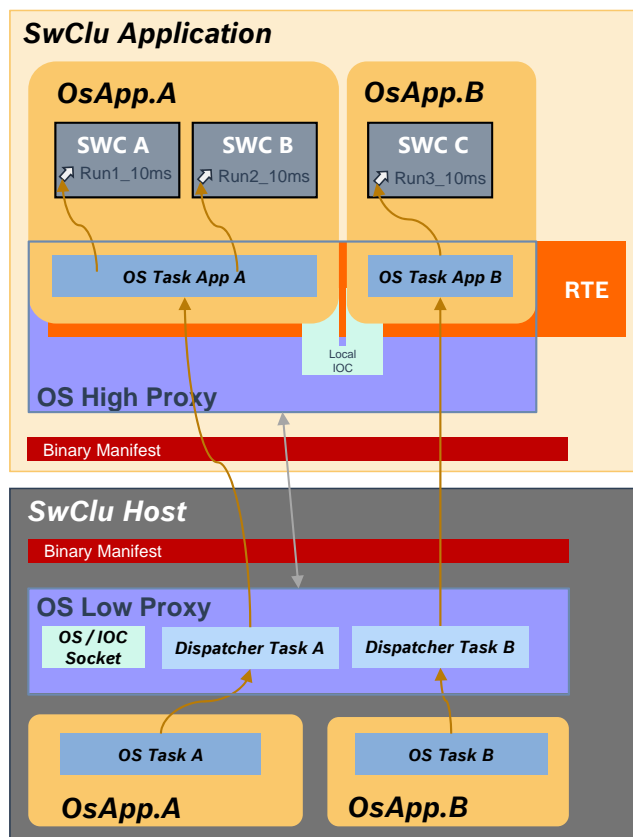 SwClu Application
OsApp.A
OsApp.B
SWC A
Run1_10ms
SWC B
Run2_10ms
SWC C
Run3_10ms
OS Task App A
OS Task App B
RTE
Local
IOC
OS High Proxy
Binary Manifest
SwClu Host
Binary Manifest
OS Low Proxy
OS / IOC
Socket
Dispatcher Task A
Dispatcher Task B
OS Task A
OS Task B
OsApp.A
OsApp.B